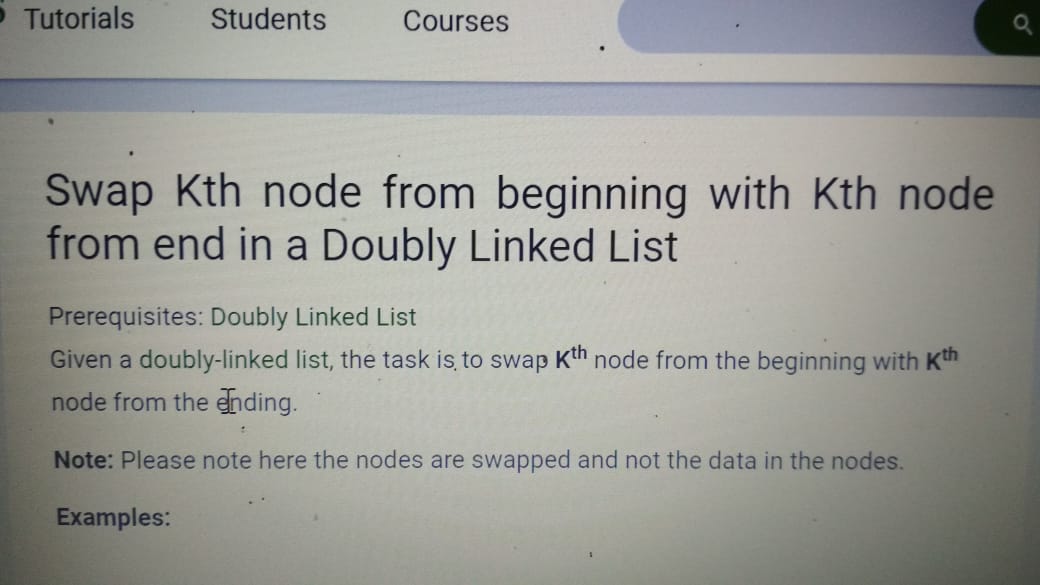 Tutorials Students Courses
Swap Kth node from beginning with Kth node
from end in a Doubly Linked List
Prerequisites: Doubly Linked List
Given a doubly-linked list, the task is to swap Kth node from the beginning with Kth
node from the ending.
Note: Please note here the nodes are swapped and not the data in the nodes.
Examples: